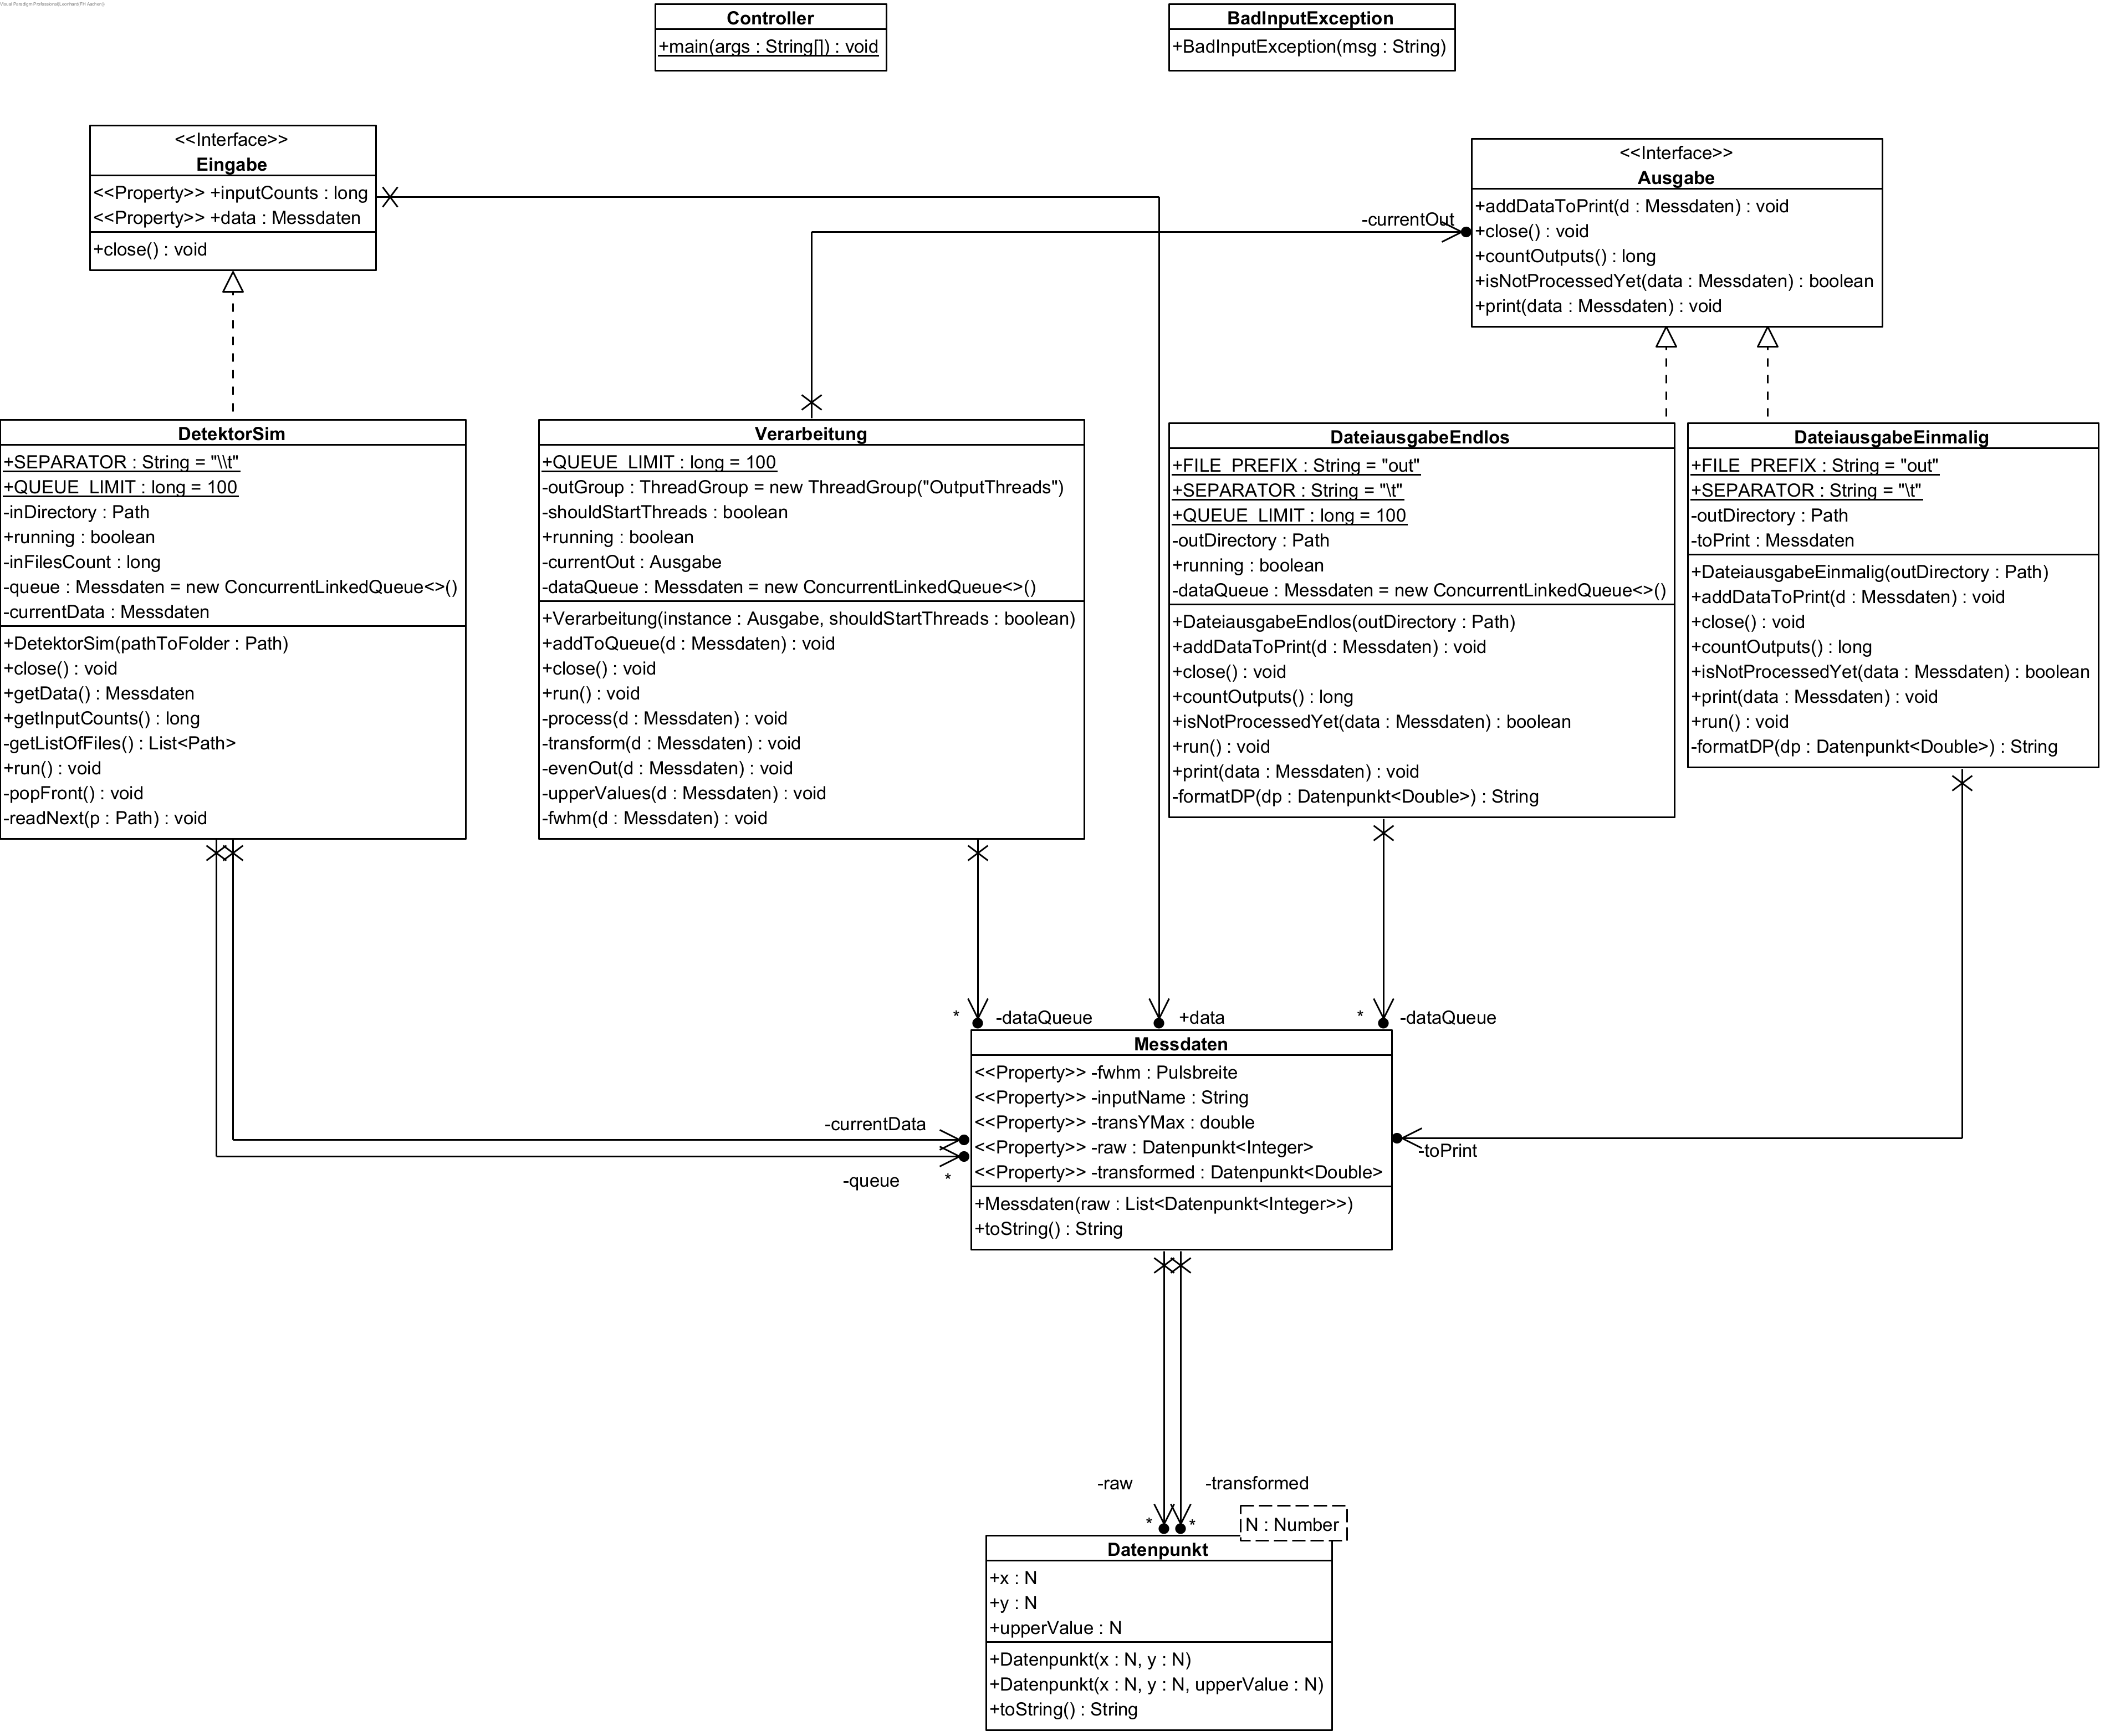 Visual Paradigm Professional(Leonhard(FH Aachen))
Controller
+main(args : String[]) : void
BadInputException
+BadInputException(msg : String)
<<Interface>>
Eingabe
<<Property>> +inputCounts : long
<<Property>> +data : Messdaten
+close() : void
<<Interface>>
Ausgabe
+addDataToPrint(d : Messdaten) : void
+close() : void
+countOutputs() : long
+isNotProcessedYet(data : Messdaten) : boolean
+print(data : Messdaten) : void
-currentOut
DetektorSim
+SEPARATOR : String = "\\t"
+QUEUE_LIMIT : long = 100
-inDirectory : Path
+running : boolean
-inFilesCount : long
-queue : Messdaten = new ConcurrentLinkedQueue<>()
-currentData : Messdaten
+DetektorSim(pathToFolder : Path)
+close() : void
+getData() : Messdaten
+getInputCounts() : long
-getListOfFiles() : List<Path>
+run() : void
-popFront() : void
-readNext(p : Path) : void
Verarbeitung
+QUEUE_LIMIT : long = 100
-outGroup : ThreadGroup = new ThreadGroup("OutputThreads")
-shouldStartThreads : boolean
+running : boolean
-currentOut : Ausgabe
-dataQueue : Messdaten = new ConcurrentLinkedQueue<>()
+Verarbeitung(instance : Ausgabe, shouldStartThreads : boolean)
+addToQueue(d : Messdaten) : void
+close() : void
+run() : void
-process(d : Messdaten) : void
-transform(d : Messdaten) : void
-evenOut(d : Messdaten) : void
-upperValues(d : Messdaten) : void
-fwhm(d : Messdaten) : void
DateiausgabeEndlos
+FILE_PREFIX : String = "out"
+SEPARATOR : String = "\t"
+QUEUE_LIMIT : long = 100
-outDirectory : Path
+running : boolean
-dataQueue : Messdaten = new ConcurrentLinkedQueue<>()
+DateiausgabeEndlos(outDirectory : Path)
+addDataToPrint(d : Messdaten) : void
+close() : void
+countOutputs() : long
+isNotProcessedYet(data : Messdaten) : boolean
+run() : void
+print(data : Messdaten) : void
-formatDP(dp : Datenpunkt<Double>) : String
DateiausgabeEinmalig
+FILE_PREFIX : String = "out"
+SEPARATOR : String = "\t"
-outDirectory : Path
-toPrint : Messdaten
+DateiausgabeEinmalig(outDirectory : Path)
+addDataToPrint(d : Messdaten) : void
+close() : void
+countOutputs() : long
+isNotProcessedYet(data : Messdaten) : boolean
+print(data : Messdaten) : void
+run() : void
-formatDP(dp : Datenpunkt<Double>) : String
* -dataQueue
+data
* -dataQueue
-currentData
-queue *
-toPrint
Messdaten
<<Property>> -fwhm : Pulsbreite
<<Property>> -inputName : String
<<Property>> -transYMax : double
<<Property>> -raw : Datenpunkt<Integer>
<<Property>> -transformed : Datenpunkt<Double>
+Messdaten(raw : List<Datenpunkt<Integer>>)
+toString() : String
-raw
-transformed
* *
N : Number
Datenpunkt
+x : N
+y : N
+upperValue : N
+Datenpunkt(x : N, y : N)
+Datenpunkt(x : N, y : N, upperValue : N)
+toString() : String